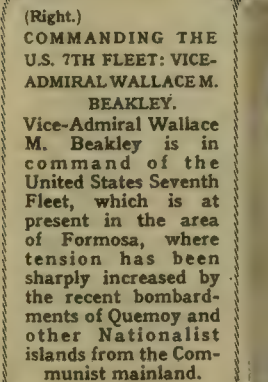 (Right.)
COMMANDING THE
U.S. 7TH FLEET: VICE-
ADMIRAL WALLACE M.
BEAKLEY.
Vice-Admiral Wallace
M. Beakley is in
command of the
United States Seventh
Fleet, which is at
present in the area
of Formosa, where
tension has been
sharply increased by
the recent bombard-
ments of Quemoy and
other Nationalist
islands from the Com-
munist mainland.